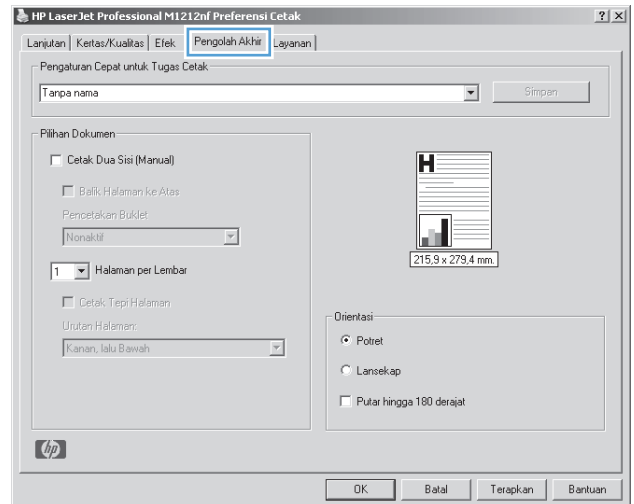 HP LaserJet Professional M1212nf Preferensi Cetak
Lanjutan Kertas/Kualitas Efek Pengolah Akhir Layanan
Pengaturan Cepat untuk Tugas Cetak
Tanpa nama Simpan
Pilihan Dokumen
Cetak Dua Sisi (Manual)
Balik Halaman ke Atas
Pencetakan Buklet
Nonaktif
1 Halaman per Lembar
Cetak Tepi Halaman
Urutan Halaman:
Kanan, lalu Bawah
H
215,9 x 279,4 mm.
Orientasi
Potret
Lansekap
Putar hingga 180 derajat
hp
OK Batal Terapkan Bantuan